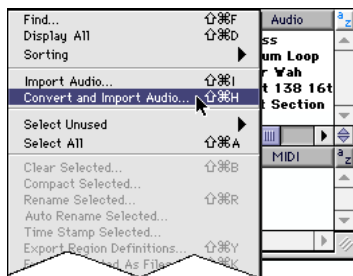 Find... ⇧⌘F
Display All ⇧⌘D
Sorting
Import Audio... ⇧⌘I
Convert and Import Audio... ⇧⌘H
Select Unused
Select All ⇧⌘A
Clear Selected... ⇧⌘B
Compact Selected...
Rename Selected... ⇧⌘R
Auto Rename Selected...
Time Stamp Selected...
Export Region Definitions... ⇧⌘Y
As File ⌘K
Audio
a z
ss
um Loop
r Wah
t 138 16t
t Section
MIDI
a z